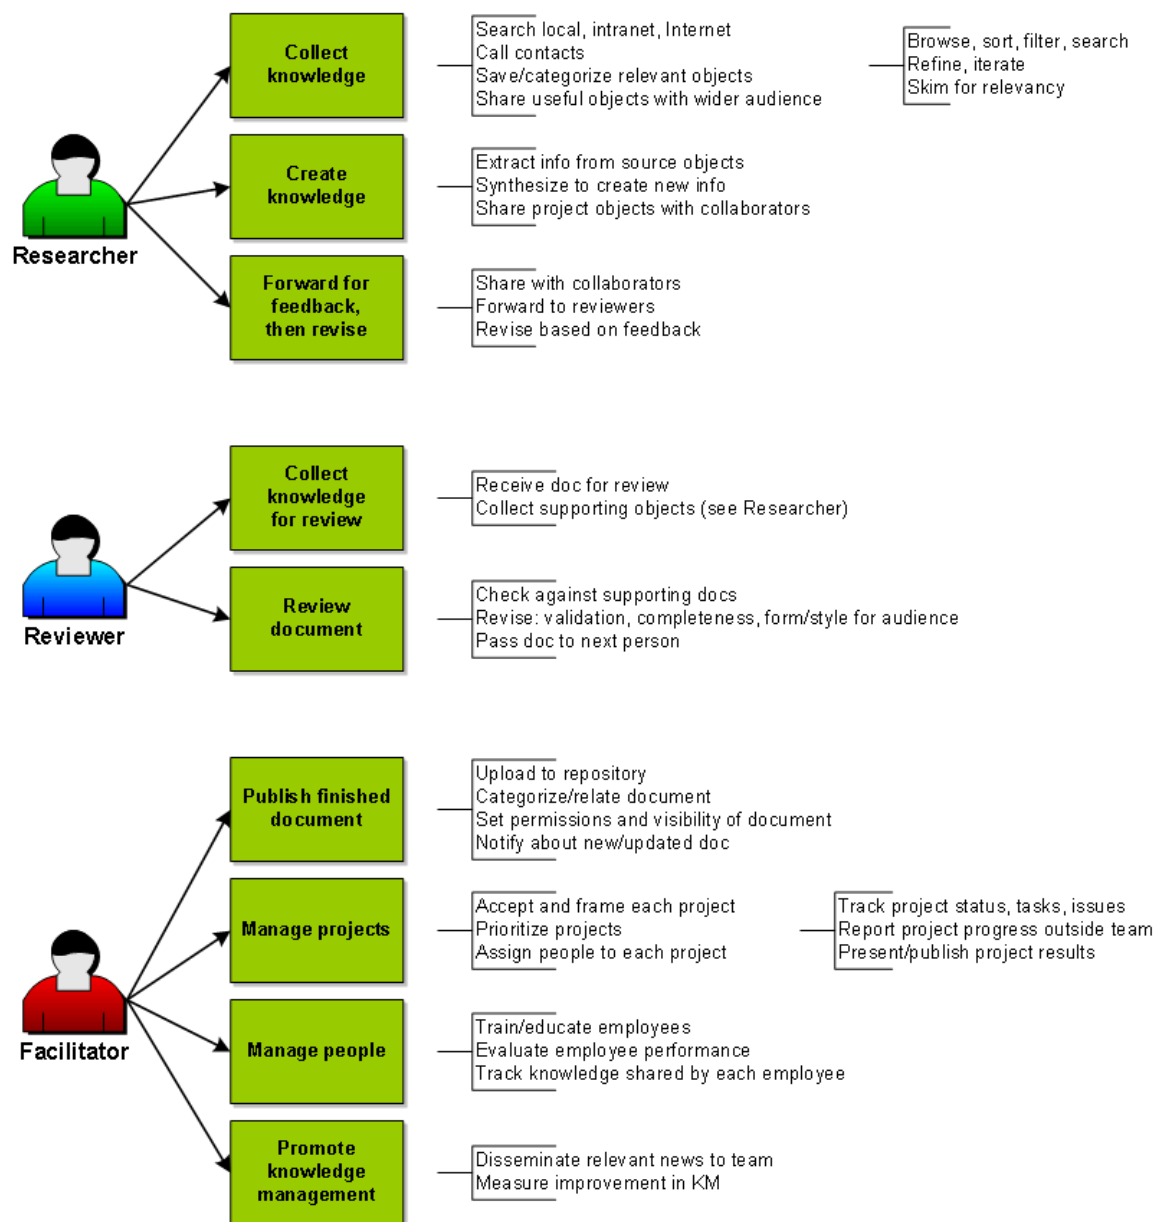 Collect
knowledge
Search local, intranet, Internet
Call contacts
Save/categorize relevant objects
Share useful objects with wider audience
Browse, sort, filter, search
Refine, iterate
Skim for relevancy
Researcher
Create
knowledge
Extract info from source objects
Synthesize to create new info
Share project objects with collaborators
Forward for
feedback,
then revise
Share with collaborators
Forward to reviewers
Revise based on feedback
Reviewer
Collect
knowledge
for review
Receive doc for review
Collect supporting objects (see Researcher)
Review
document
Check against supporting docs
Revise: validation, completeness, form/style for audience
Pass doc to next person
Facilitator
Publish finished
document
Upload to repository
Categorize/relate document
Set permissions and visibility of document
Notify about new/updated doc
Manage projects
Accept and frame each project
Prioritize projects
Assign people to each project
Track project status, tasks, issues
Report project progress outside team
Present/publish project results
Manage people
Train/educate employees
Evaluate employee performance
Track knowledge shared by each employee
Promote
knowledge
management
Disseminate relevant news to team
Measure improvement in KM